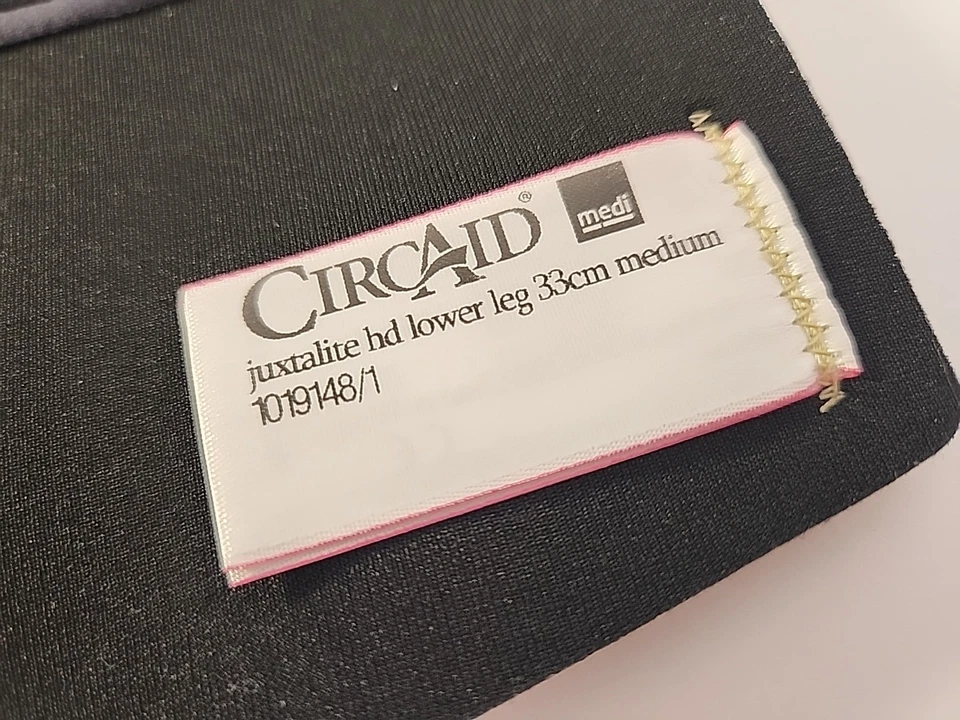 CIRCAID® medi
juxtalite hd lower leg 33cm medium
1019148/1